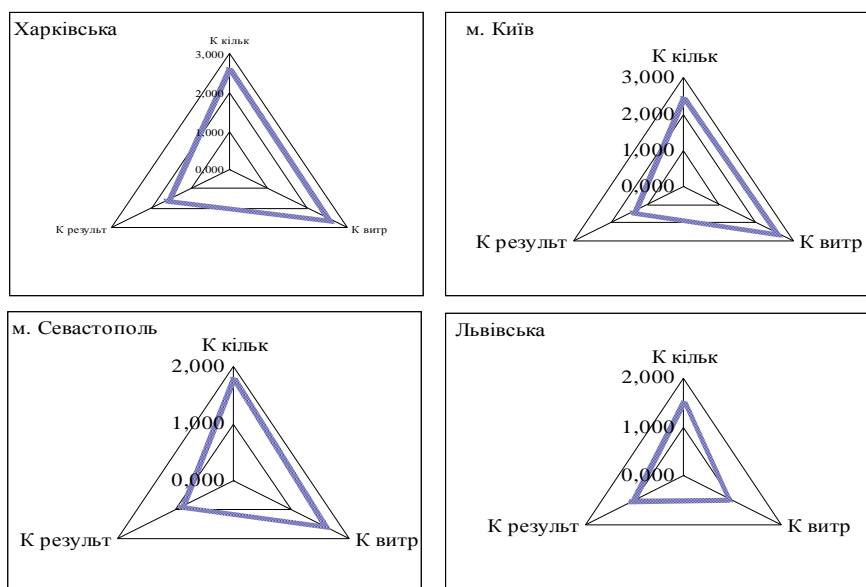 Харківська
К кільк
3,000
2,000
1,000
0,000
К результ
К витр
м. Київ
К кільк
3,000
2,000
1,000
0,000
К результ
К витр
м. Севастополь
К кільк
2,000
1,000
0,000
К результ
К витр
Львівська
К кільк
2,000
1,000
0,000
К результ
К витр